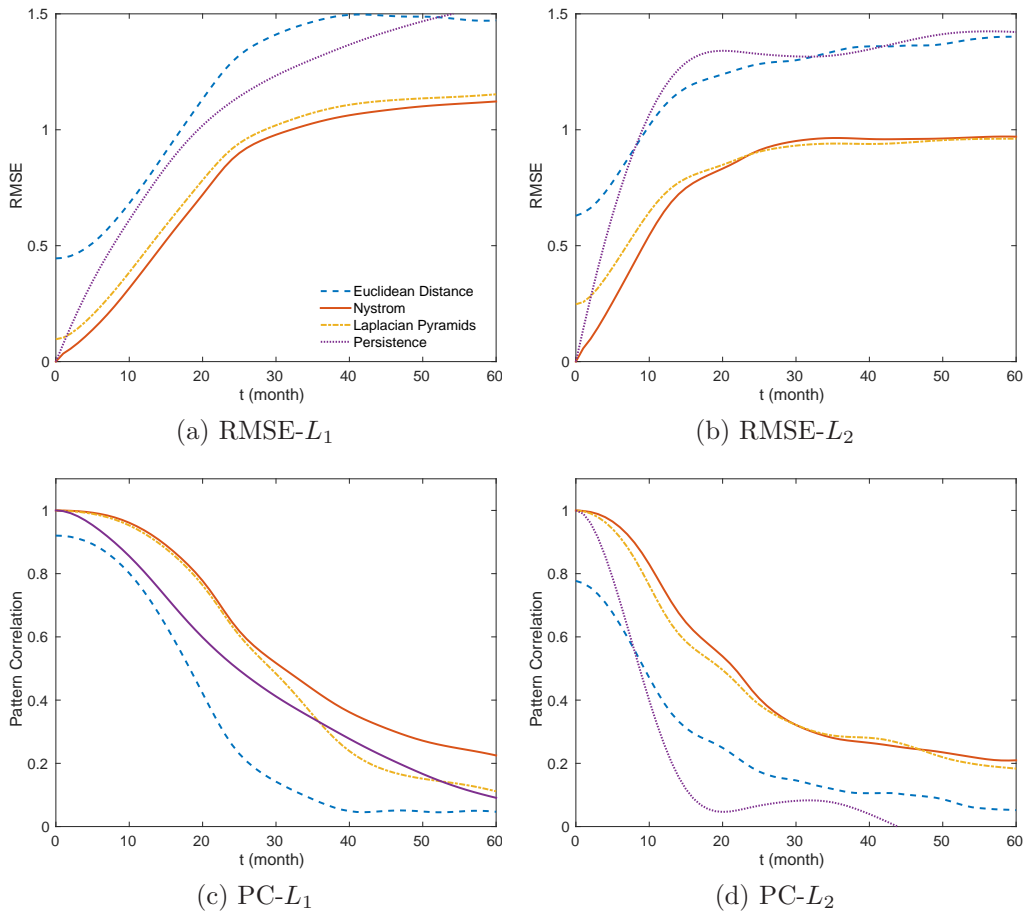 1.5
1
0.5
0
RMSE
0 10 20 30 40 50 60
t (month)
Euclidean Distance
Nystrom
Laplacian Pyramids
Persistence
(a) RMSE-L1
1.5
1
0.5
0
RMSE
0 10 20 30 40 50 60
t (month)
(b) RMSE-L2
1
0.8
0.6
0.4
0.2
0
Pattern Correlation
0 10 20 30 40 50 60
t (month)
(c) PC-L1
1
0.8
0.6
0.4
0.2
0
Pattern Correlation
0 10 20 30 40 50 60
t (month)
(d) PC-L2